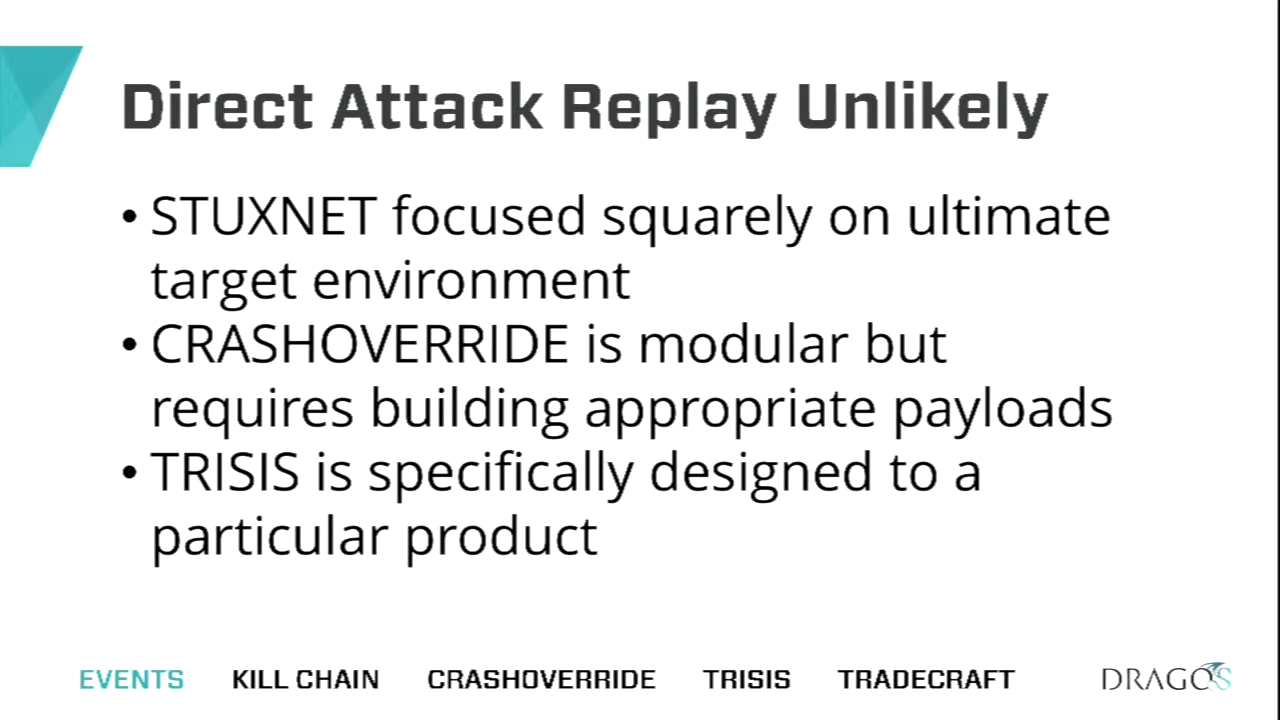 Direct Attack Replay Unlikely
• STUXNET focused squarely on ultimate
target environment
• CRASHOVERRIDE is modular but
requires building appropriate payloads
• TRISIS is specifically designed to a
particular product
EVENTS KILL CHAIN CRASHOVERRIDE TRISIS TRADECRAFT DRAGOS